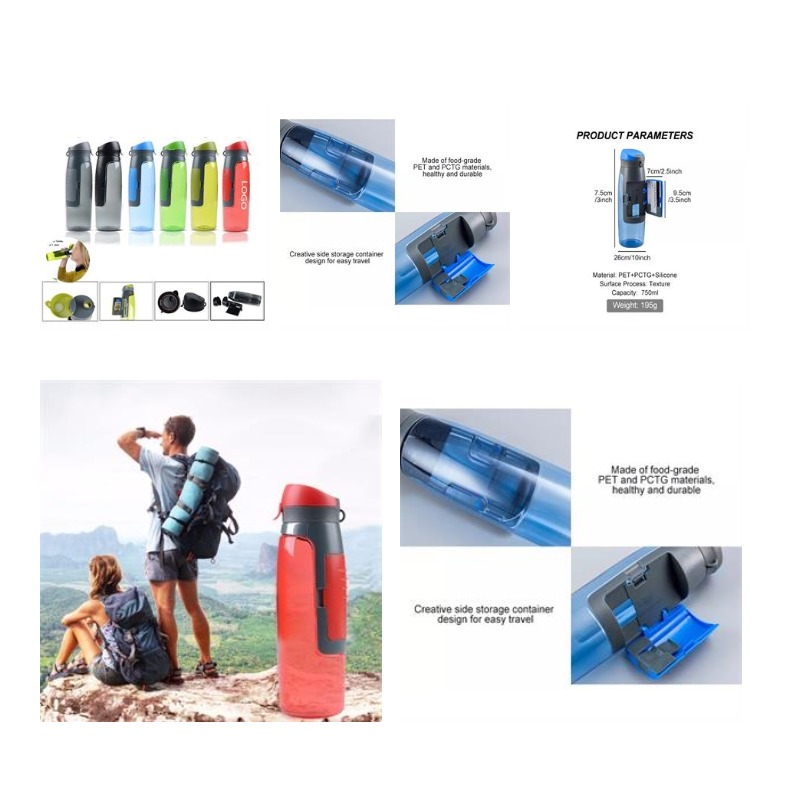 LOGO
Made of food-grade
PET and PCTG materials,
healthy and durable
Creative side storage container
design for easy travel
PRODUCT PARAMETERS
7cm/2.5inch
7.5cm
/3inch
9.5cm
/3.5inch
26cm/10inch
Material: PET+PCTG+Silicone
Surface Process: Texture
Capacity: 750ml
Weight: 195g
Made of food-grade
PET and PCTG materials,
healthy and durable
Creative side storage container
design for easy travel